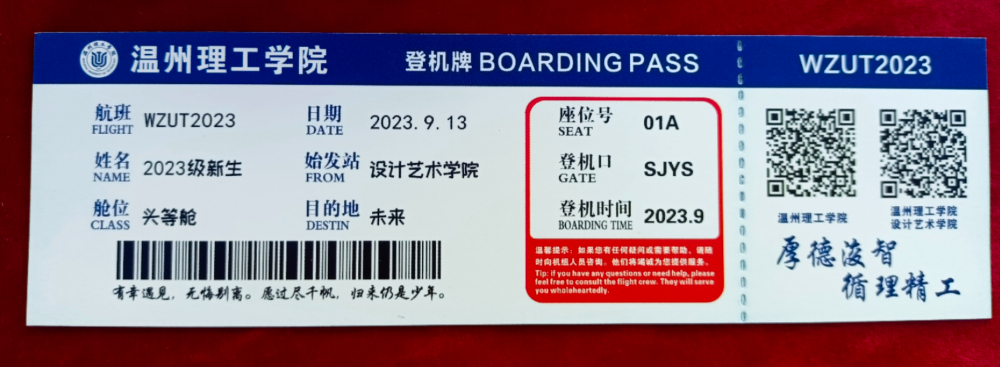 温州理工学院
登机牌 BOARDING PASS
WZUT2023
航班 WZUT2023
FLIGHT
日期 2023.9.13
DATE
姓名 2023级新生
NAME
始发站 设计艺术学院
FROM
舱位 头等舱
CLASS
目的地 未来
DESTIN
有幸遇见，无悔别离。愿过尽千帆，归来仍是少年。
座位号 01A
SEAT
登机口 SJYS
GATE
登机时间 2023.9
BOARDING TIME
温馨提示：如果您有任何疑问或需要帮助，请随
时向机组人员咨询，他们将竭诚为您提供服务。
Tip: if you have any questions or need help, please
feel free to consult the flight crew. They will serve
you wholeheartedly.
温州理工学院
温州理工学院
设计艺术学院
厚德浚智
循理精工